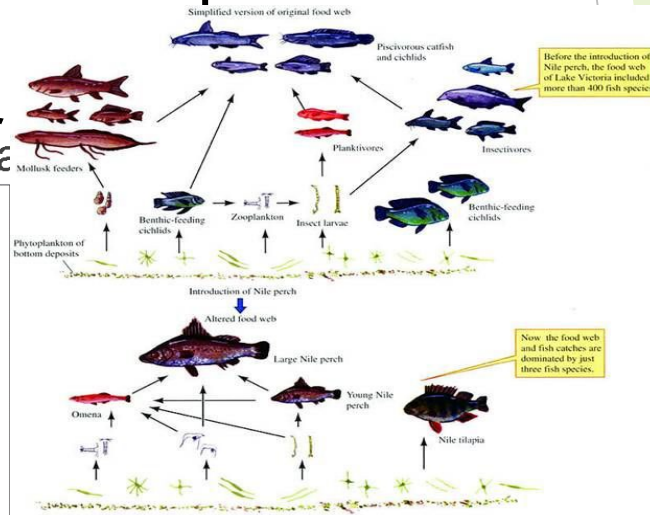 Simplified version of original food web
Piscivorous catfish
and cichlids
Before the introduction of
Nile perch, the food web
of Lake Victoria included
more than 400 fish specie
Mollusk feeders
Planktivores
Insectivores
Benthic-feeding
cichlids
Zooplankton
Insect larvae
Benthic-feeding
cichlids
Phytoplankton of
bottom deposits
Introduction of Nile perch
Altered food web
Large Nile perch
Now the food web
and fish catches are
dominated by just
three fish species.
Omena
Young Nile
perch
Nile tilapia